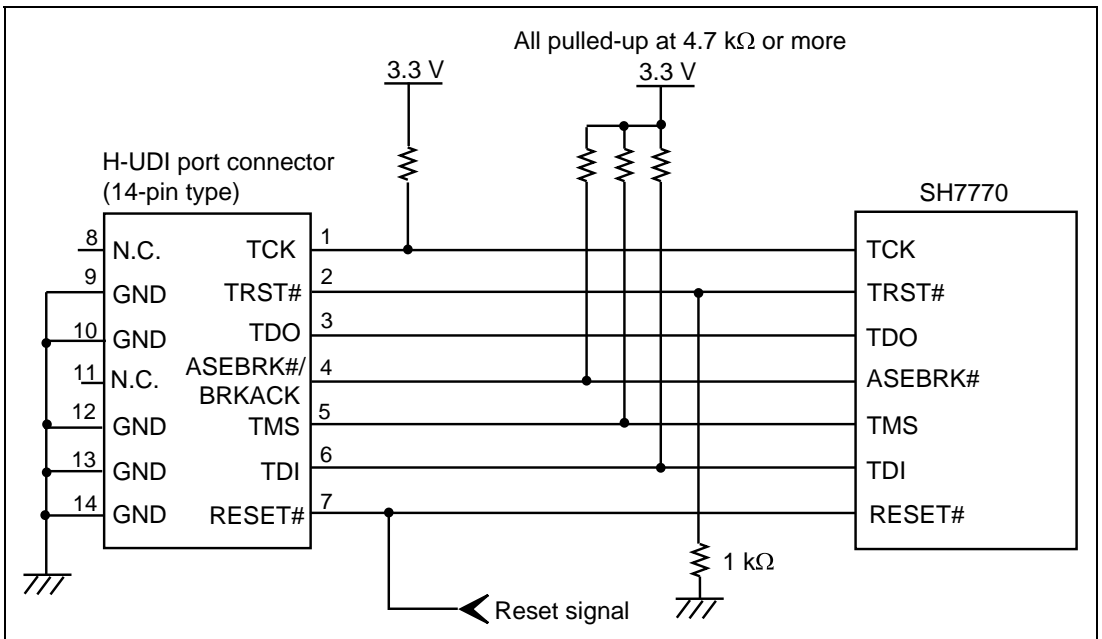 All pulled-up at 4.7 kΩ or more
3.3 V
3.3 V
H-UDI port connector
(14-pin type)
SH7770
8 N.C. TCK 1 TCK
9 GND TRST# 2 TRST#
10 GND TDO 3 TDO
11 N.C. ASEBRK#/ 4 ASEBRK#
BRKACK
12 GND TMS 5 TMS
13 GND TDI 6 TDI
14 GND RESET# 7 RESET#
1 kΩ
Reset signal